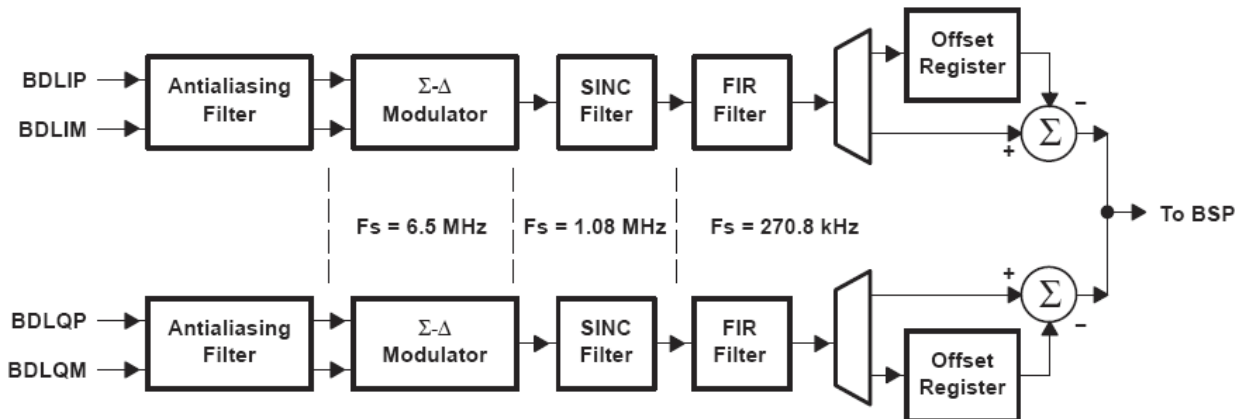 BDLIP
BDLIM
Antialiasing
Filter
Σ-Δ
Modulator
SINC
Filter
FIR
Filter
Offset
Register
−
+
Σ
Fs = 6.5 MHz
Fs = 1.08 MHz
Fs = 270.8 kHz
To BSP
BDLQP
BDLQM
Antialiasing
Filter
Σ-Δ
Modulator
SINC
Filter
FIR
Filter
+
Σ
−
Offset
Register